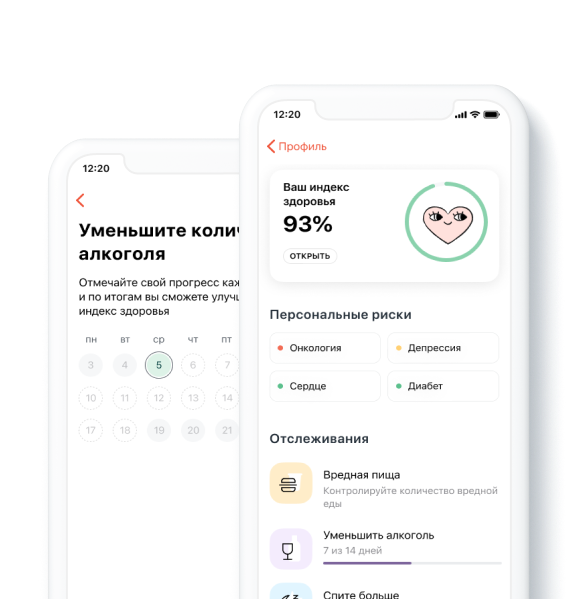 12:20
Уменьшите
алкоголя
Отмечайте свой прогресс
и по итогам вы сможете
индекс здоровья
пн вт ср чт пт
3 4 5 6 7
10 11 12 13 14
17 18 19 20 21
12:20
Профиль
Ваш индекс
здоровья
93%
ОТКРЫТЬ
Персональные риски
Онкология
Депрессия
Сердце
Диабет
Отслеживания
Вредная пища
Контролируйте количество вредной
еды
Уменьшить алкоголь
7 из 14 дней
Спите больше